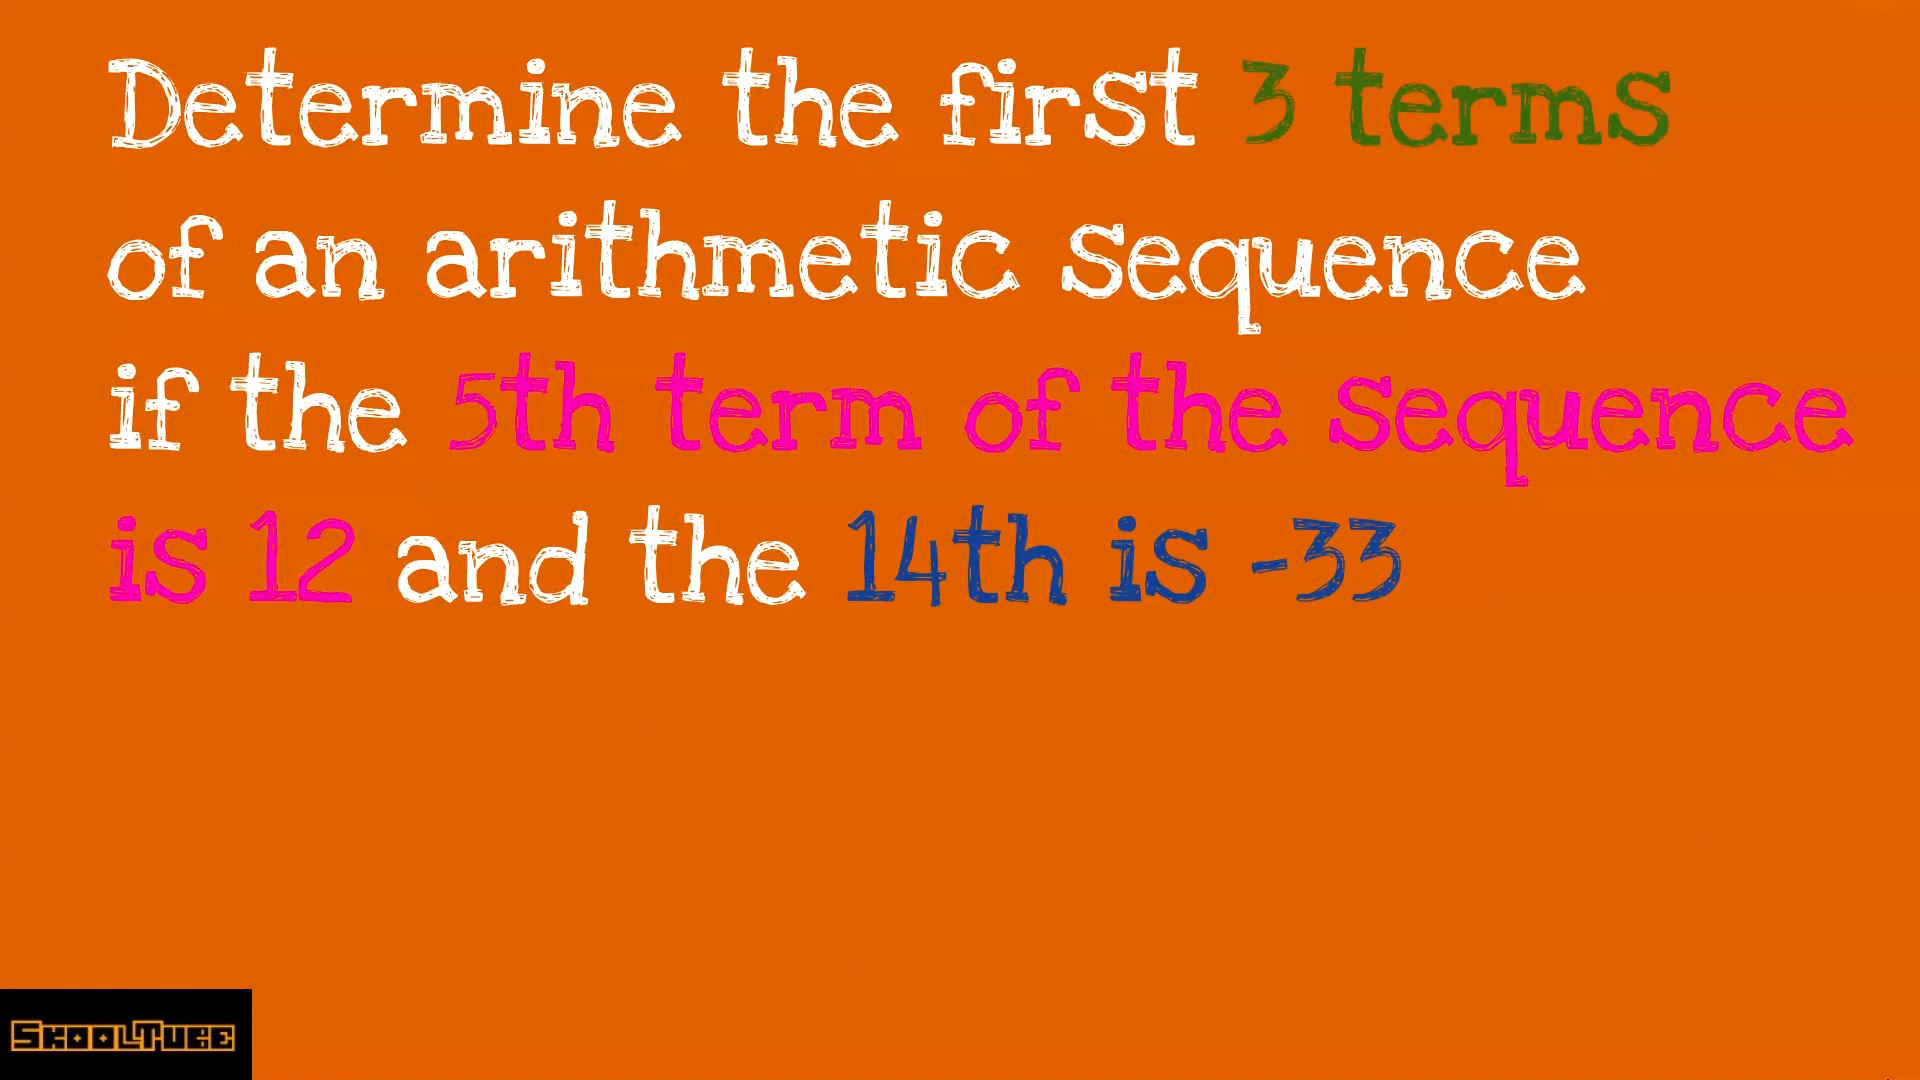 Determine the first 3 terms
of an arithmetic sequence
if the 5th term of the sequence
is 12 and the 14th is -33
SKOOLTUBE